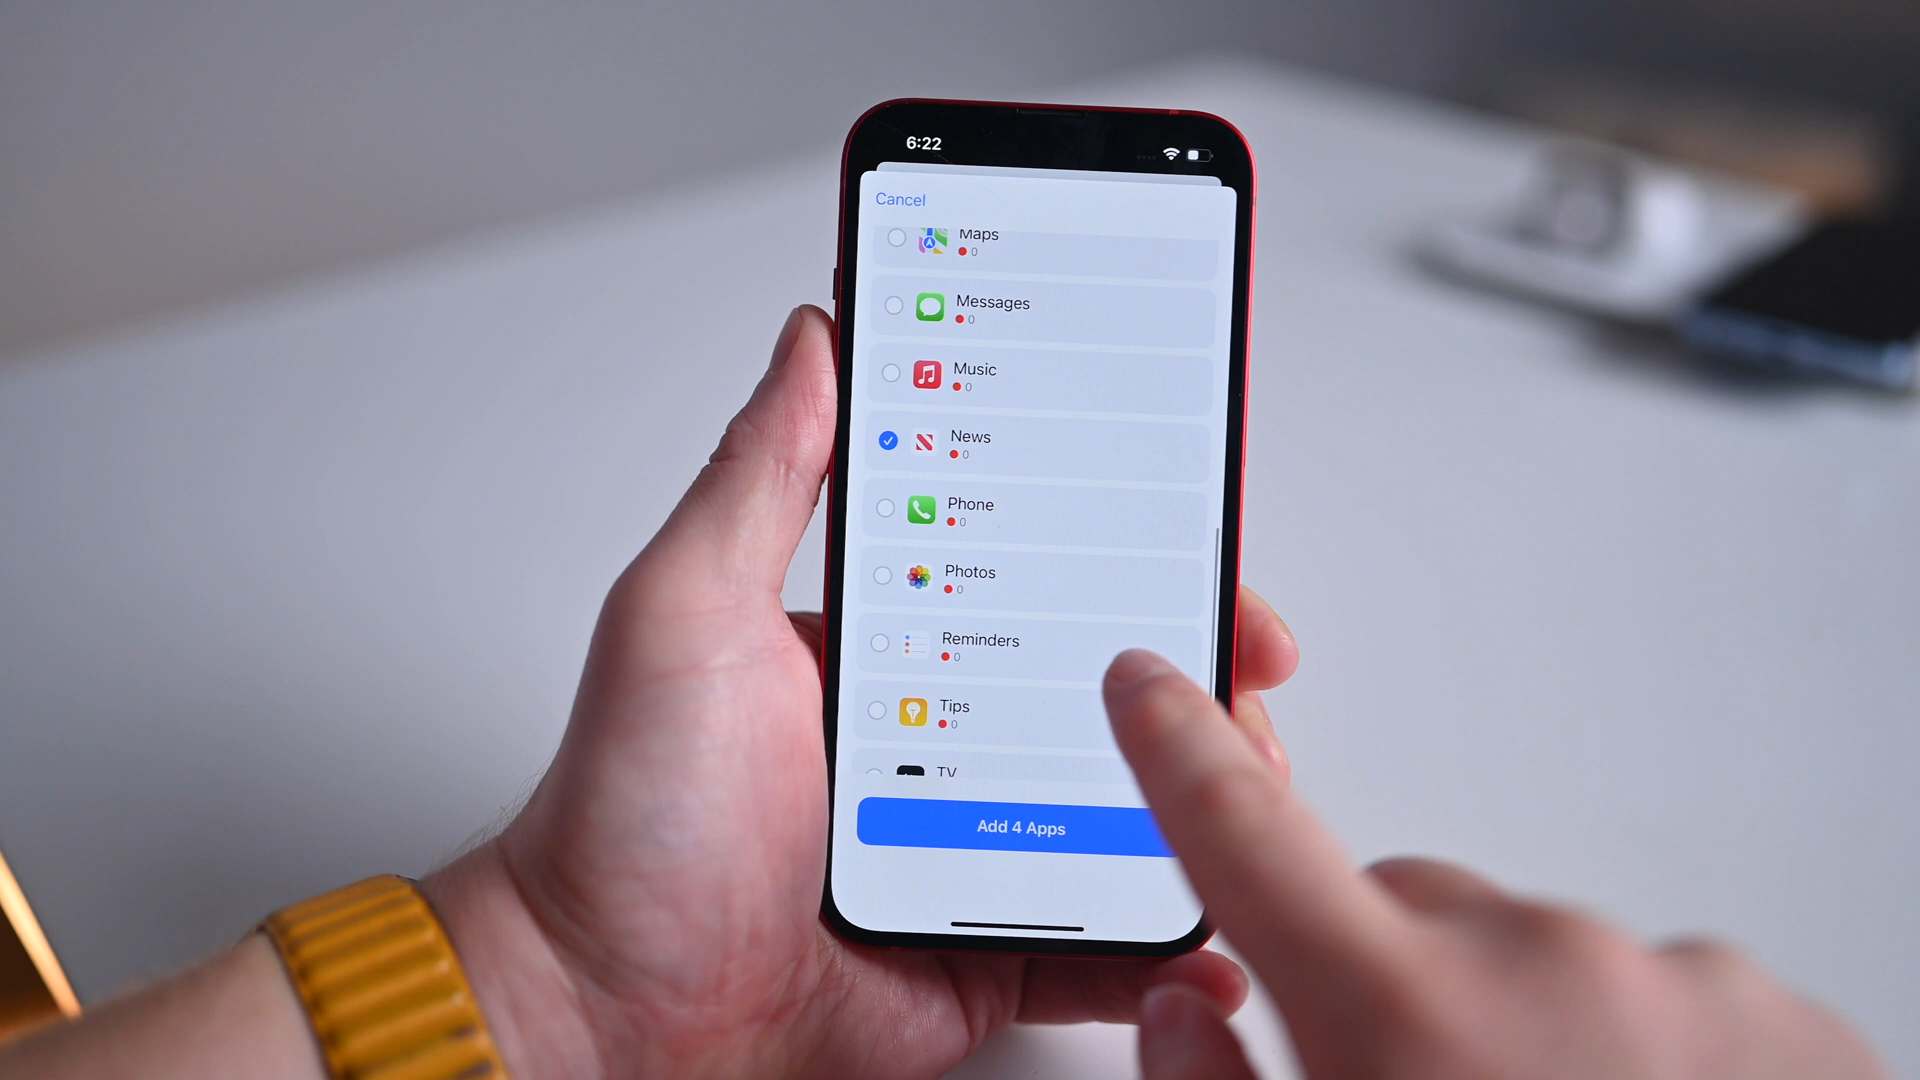 6:22
Cancel
Maps
0
Messages
0
Music
0
News
0
Phone
0
Photos
0
Reminders
0
Tips
0
TV
Add 4 Apps